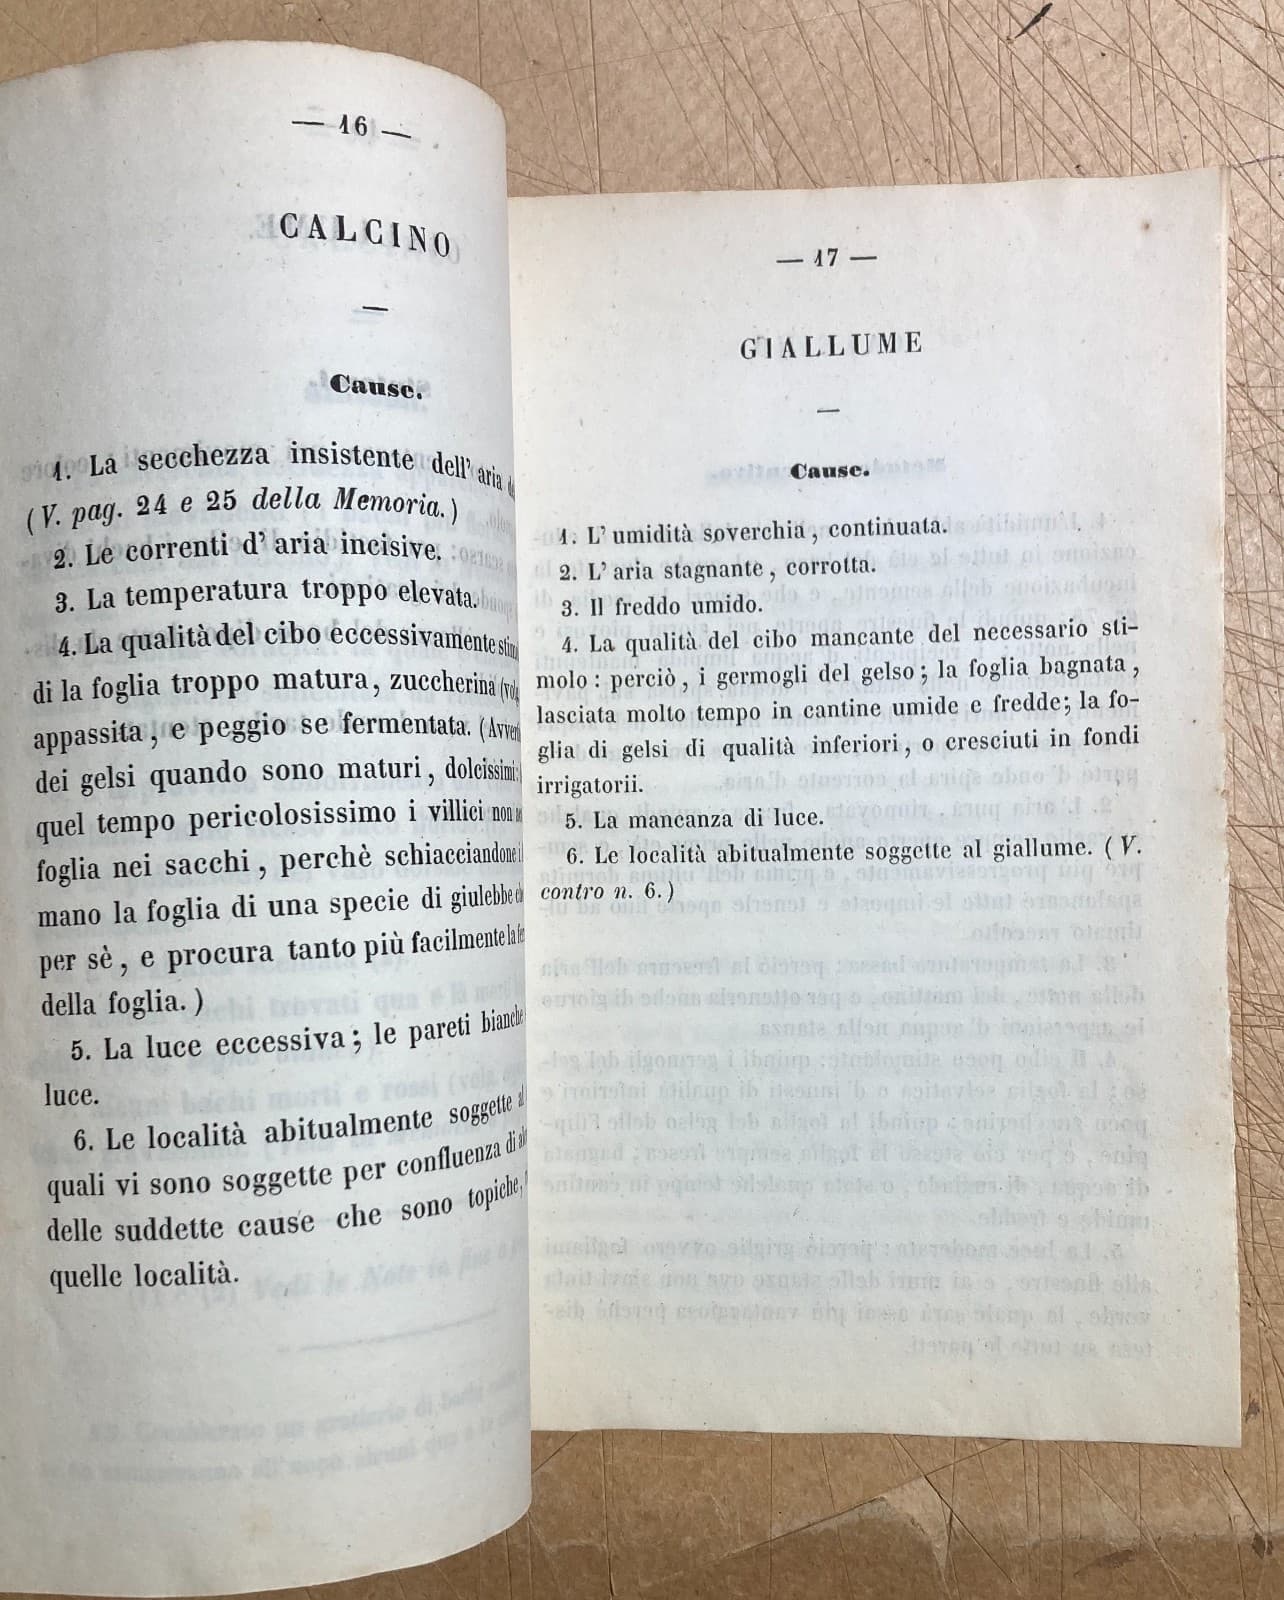 — 16 —
CALCINO
Cause.
1. La secchezza insistente dell' aria
(V. pag. 24 e 25 della Memoria.)
2. Le correnti d' aria incisive.
3. La temperatura troppo elevata.
4. La qualità del cibo eccessivamente
di la foglia troppo matura, zuccherina
appassita, e peggio se fermentata.
dei gelsi quando sono maturi, dolcissimi
quel tempo pericolosissimo i villici non
foglia nei sacchi, perchè schiacciandone
mano la foglia di una specie di giulebbe
per sè, e procura tanto più facilmente la
della foglia.)
5. La luce eccessiva; le pareti bianche
luce.
6. Le località abitualmente soggette
quali vi sono soggette per confluenza di
delle suddette cause che sono topiche,
quelle località.
— 17 —
GIALLUME
Cause.
1. L' umidità soverchia, continuata.
2. L' aria stagnante, corrotta.
3. Il freddo umido.
4. La qualità del cibo mancante del necessario sti-
molo: perciò, i germogli del gelso; la foglia bagnata,
lasciata molto tempo in cantine umide e fredde; la fo-
glia di gelsi di qualità inferiori, o cresciuti in fondi
irrigatorii.
5. La mancanza di luce.
6. Le località abitualmente soggette al giallume. (V.
contro n. 6.)